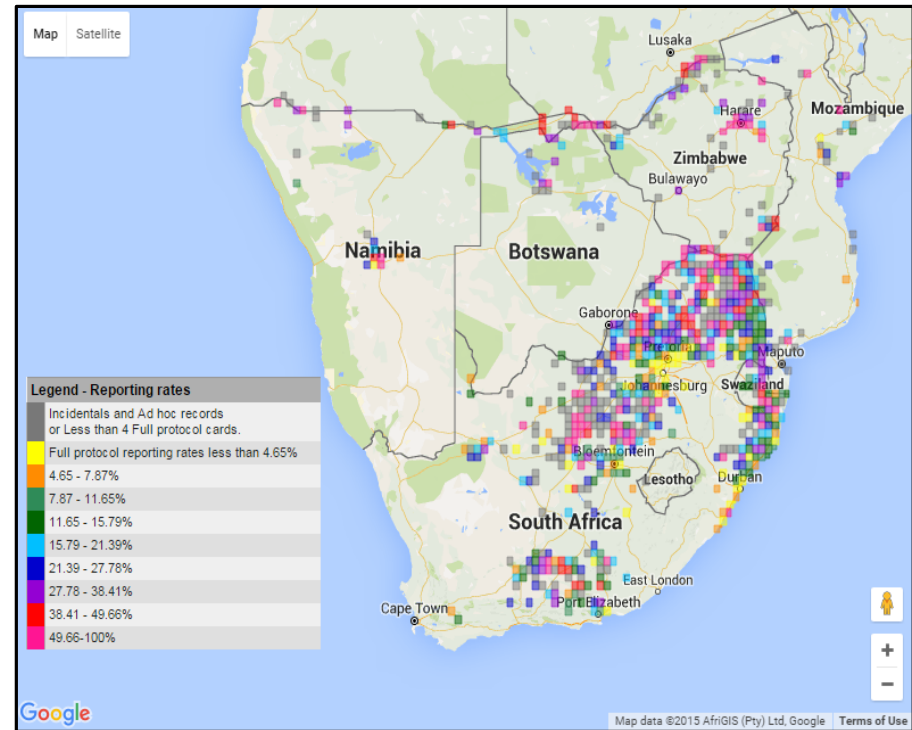 Map Satellite
Lusaka
Harare
Mozambique
Zimbabwe
Bulawayo
Namibia
Botswana
Gaborone
Pretoria
Maputo
Johannesburg
Swaziland
Legend - Reporting rates
Incidentals and Ad hoc records
or Less than 4 Full protocol cards.
Full protocol reporting rates less than 4.65%
4.65 - 7.87%
7.87 - 11.65%
11.65 - 15.79%
15.79 - 21.39%
21.39 - 27.78%
27.78 - 38.41%
38.41 - 49.66%
49.66-100%
Bloemfontein
Lesotho
Durban
South Africa
East London
Cape Town
Port Elizabeth
Google
Map data ©2015 AfriGIS (Pty) Ltd, Google Terms of Use